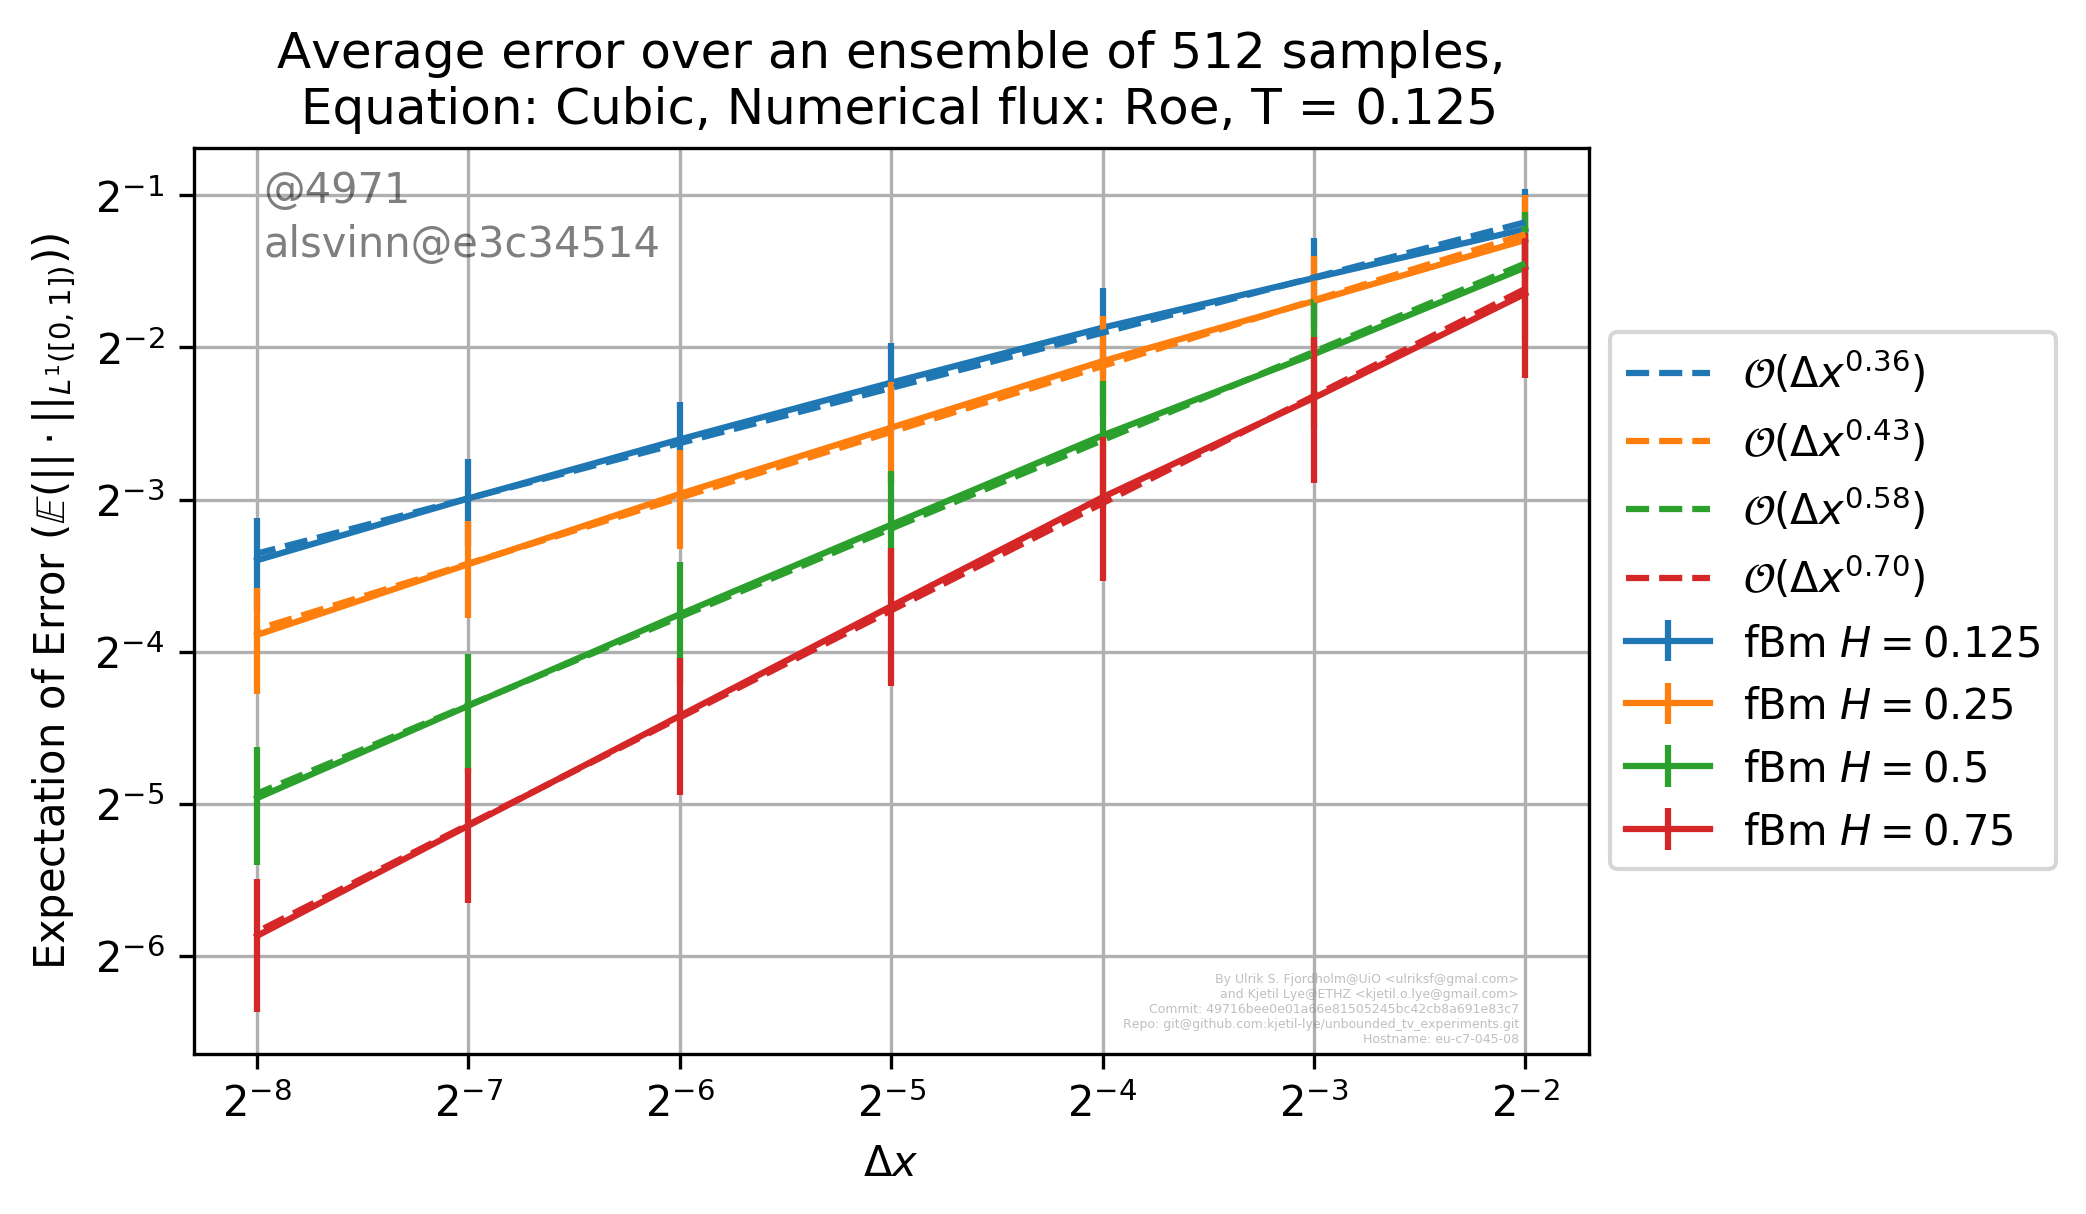 Average error over an ensemble of 512 samples,
Equation: Cubic, Numerical flux: Roe, T = 0.125
@4971
alsvinn@e3c34514
Expectation of Error (𝔼(||·||_{L^1([0,1])}))
2^{-1}
2^{-2}
2^{-3}
2^{-4}
2^{-5}
2^{-6}
By Ulrik S. Fjordholm@UiO <ulriksf@gmal.com>
and Kjetil Lye@ETHZ <kjetil.o.lye@gmail.com>
Commit: 49716bee0e01a66e81505245bc42cb8a691e83c7
Repo: git@github.com:kjetil-lye/unbounded_tv_experiments.git
Hostname: eu-c7-045-08
2^{-8} 2^{-7} 2^{-6} 2^{-5} 2^{-4} 2^{-3} 2^{-2}
Δx
𝒪(Δx^{0.36})
𝒪(Δx^{0.43})
𝒪(Δx^{0.58})
𝒪(Δx^{0.70})
fBm H = 0.125
fBm H = 0.25
fBm H = 0.5
fBm H = 0.75